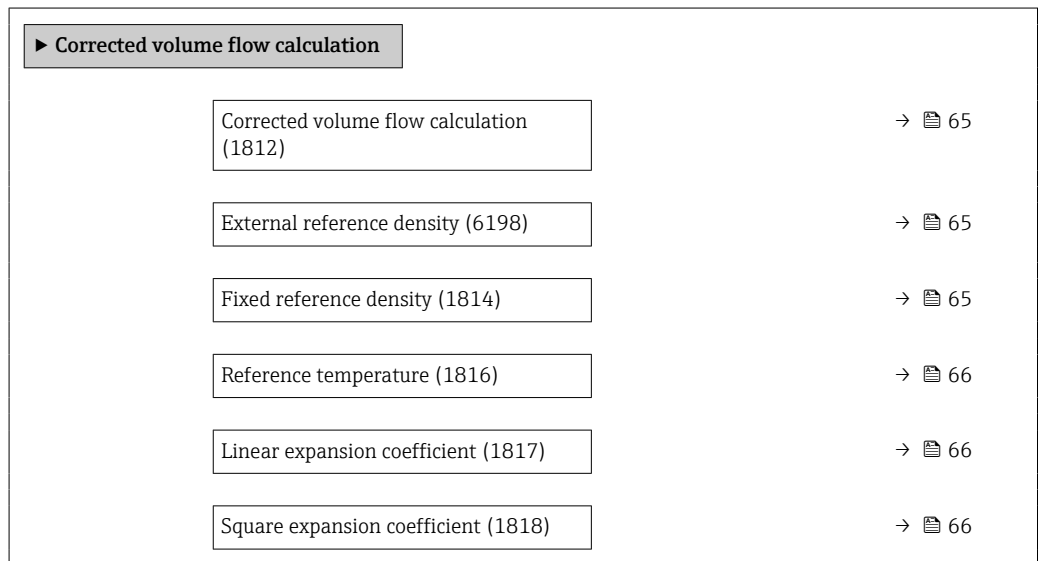 ► Corrected volume flow calculation
Corrected volume flow calculation
(1812)
→ 65
External reference density (6198)
→ 65
Fixed reference density (1814)
→ 65
Reference temperature (1816)
→ 66
Linear expansion coefficient (1817)
→ 66
Square expansion coefficient (1818)
→ 66